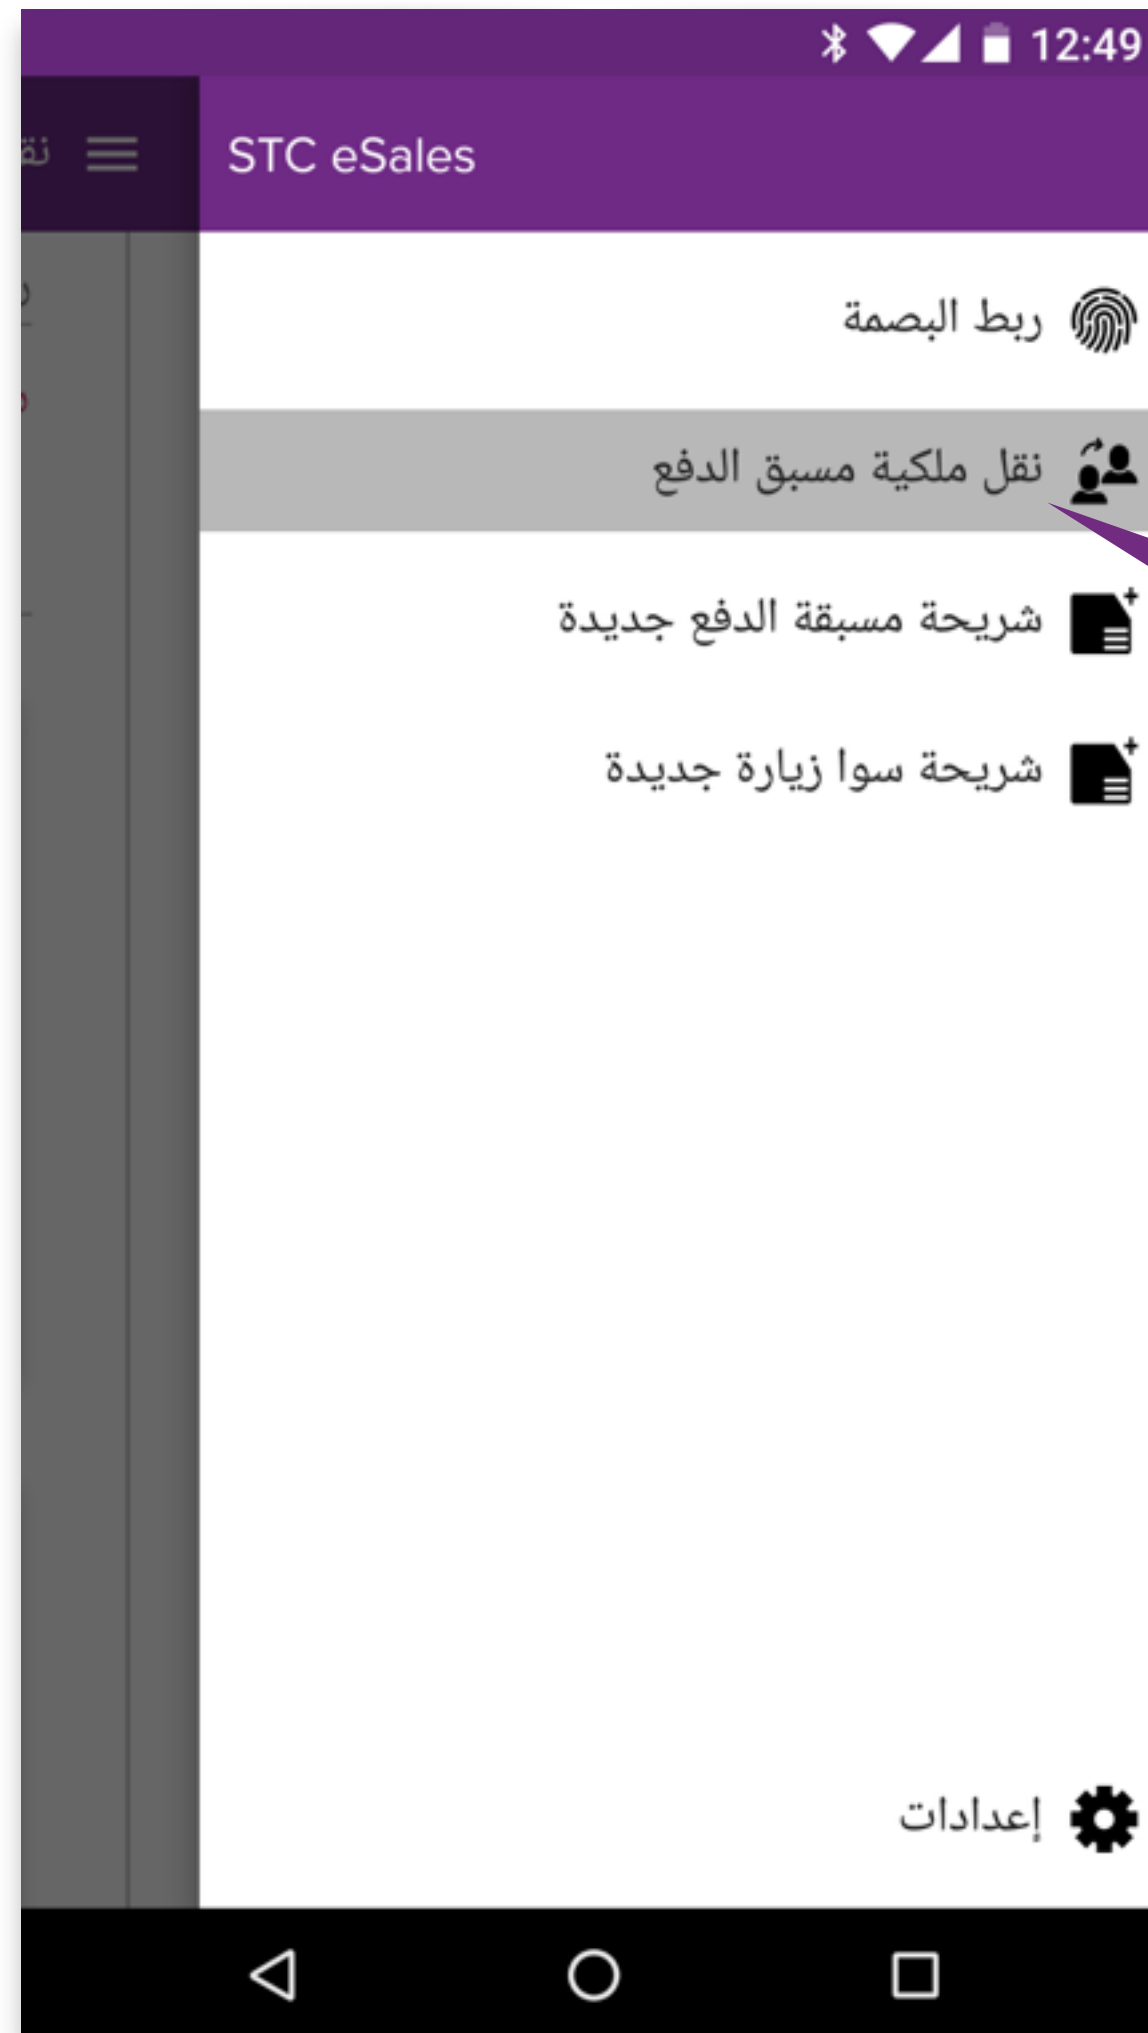 12:49
STC eSales
ربط البصمة
نقل ملكية مسبق الدفع
شريحة مسبقة الدفع جديدة
شريحة سوا زيارة جديدة
إعدادات